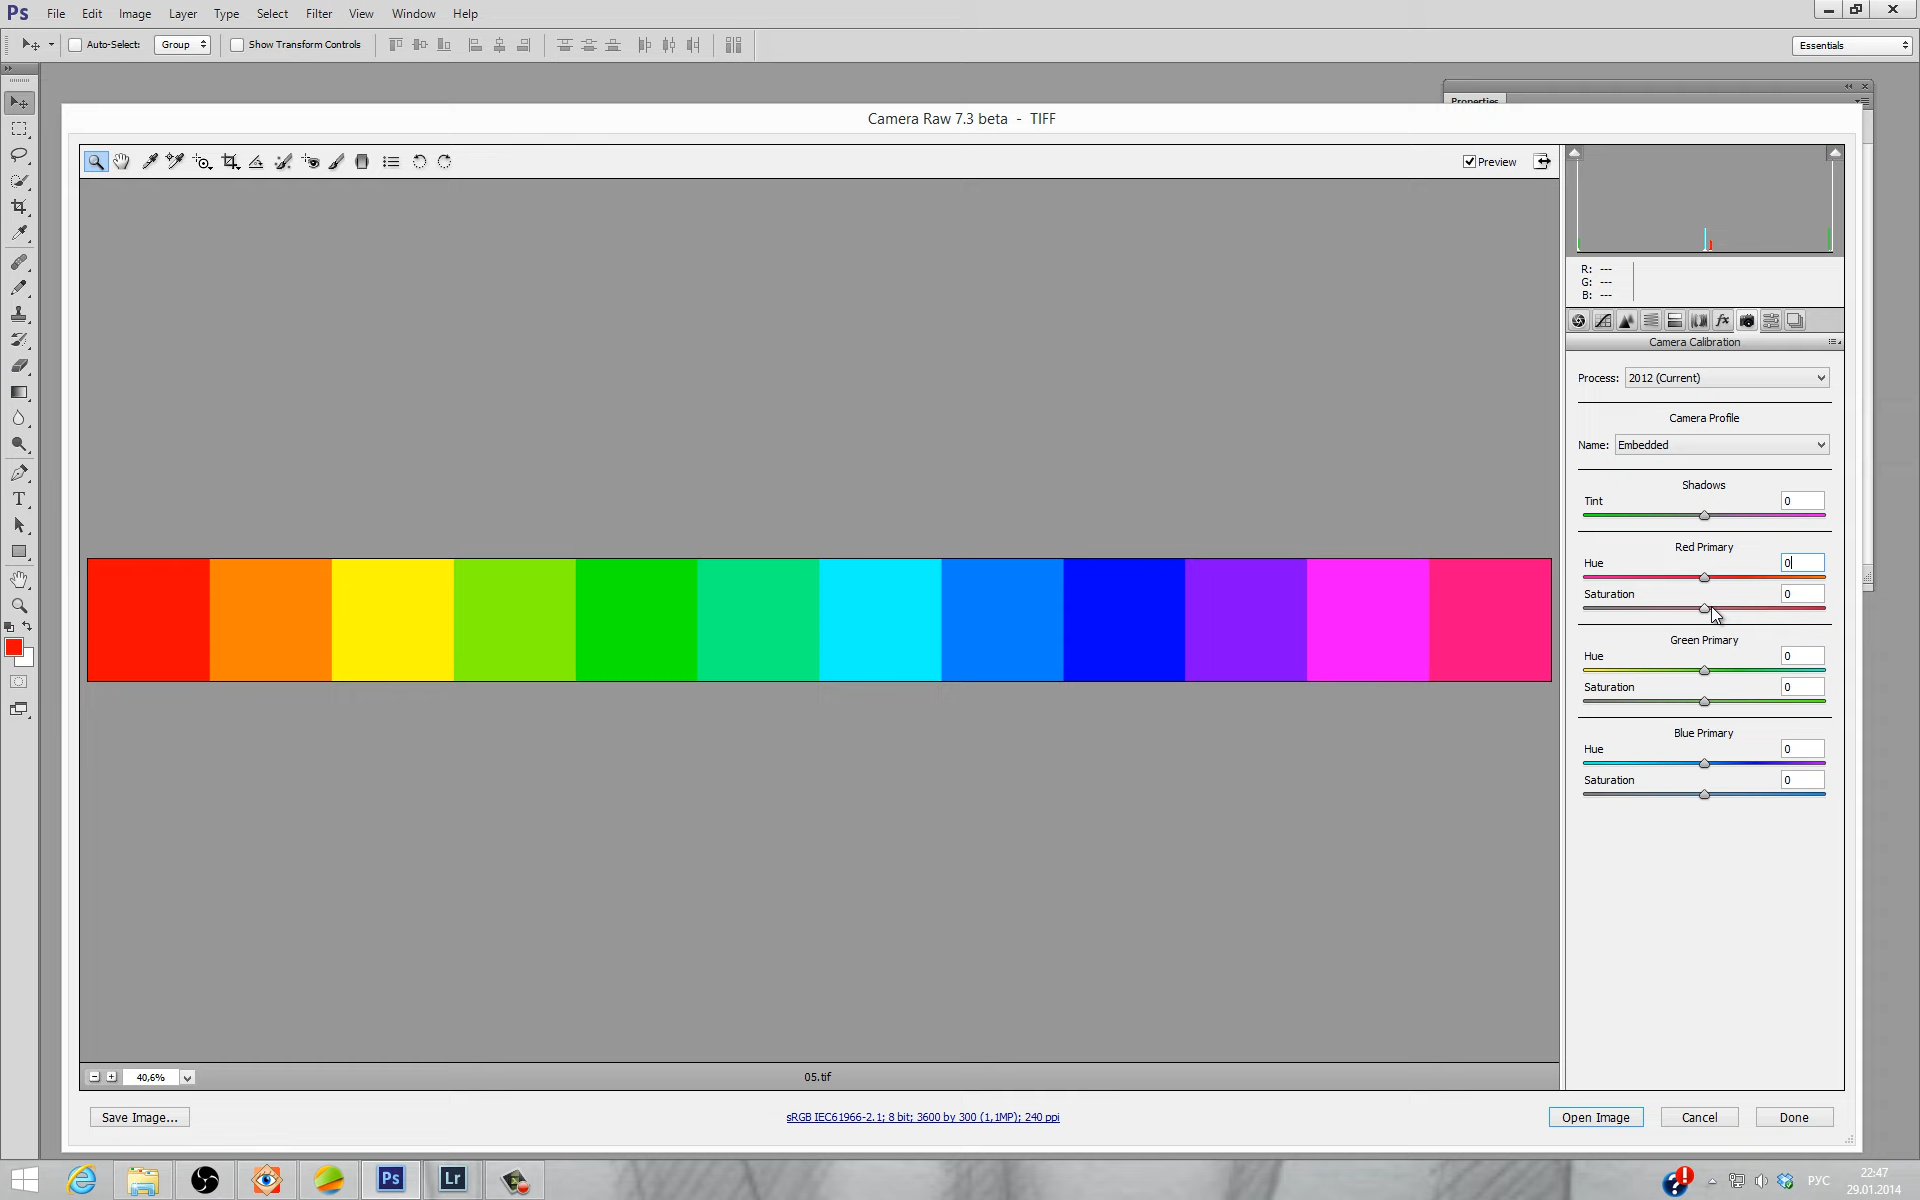 Ps File Edit Image Layer Type Select Filter View Window Help
Auto-Select: Group Show Transform Controls Essentials
Properties
Camera Raw 7.3 beta - TIFF
Preview
R: ---
G: ---
B: ---
fx
Camera Calibration
Process: 2012 (Current)
Camera Profile
Name: Embedded
Shadows
Tint 0
Red Primary
Hue 0
Saturation 0
Green Primary
Hue 0
Saturation 0
Blue Primary
Hue 0
Saturation 0
T
40,6% 05.tif
Save Image... sRGB IEC61966-2.1; 8 bit; 3600 by 300 (1,1MP); 240 ppi Open Image Cancel Done
Ps Lr РУС 22:47
29.01.2014